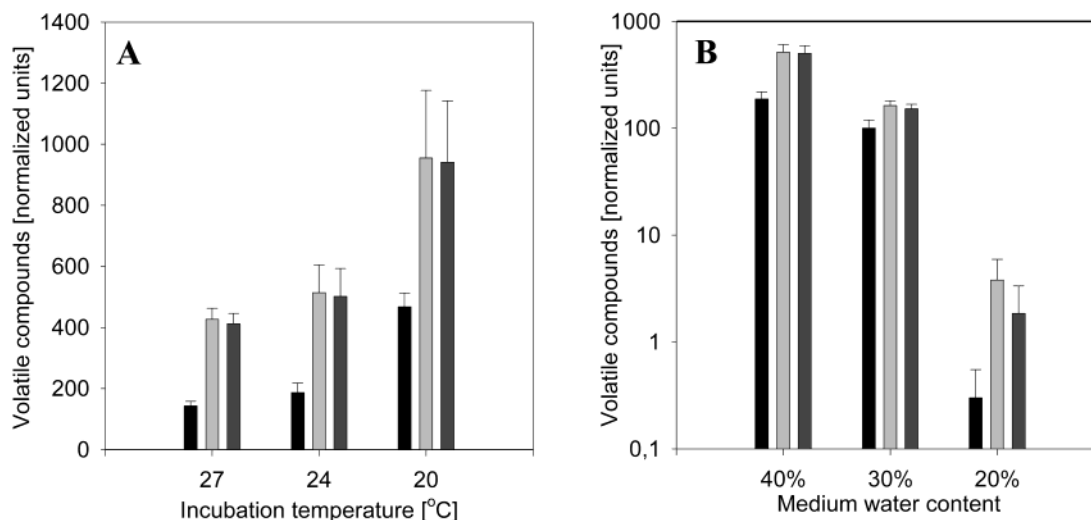 A
Volatile compounds [normalized units]
1400
1200
1000
800
600
400
200
0
27 24 20
Incubation temperature [°C]
B
Volatile compounds [normalized units]
1000
100
10
1
0,1
40% 30% 20%
Medium water content